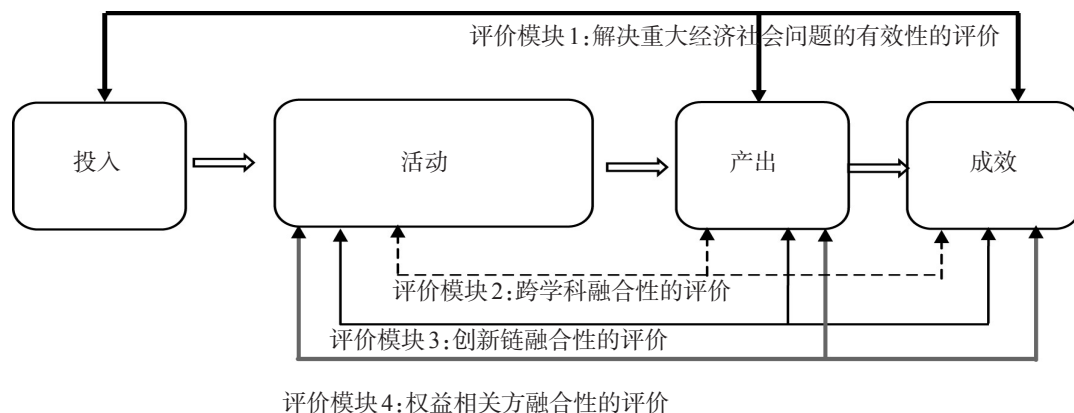 评价模块1:解决重大经济社会问题的有效性的评价
投入
活动
产出
成效
评价模块2:跨学科融合性的评价
评价模块3:创新链融合性的评价
评价模块4:权益相关方融合性的评价